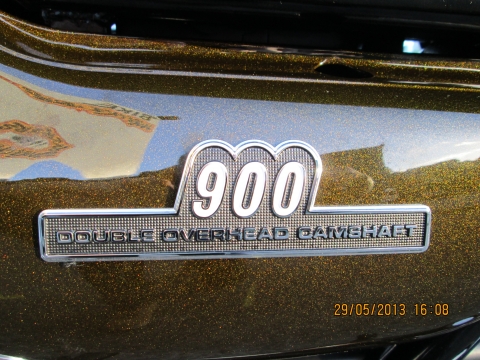 900
DOUBLE OVERHEAD CAMSHAFT
29/05/2013 16:08